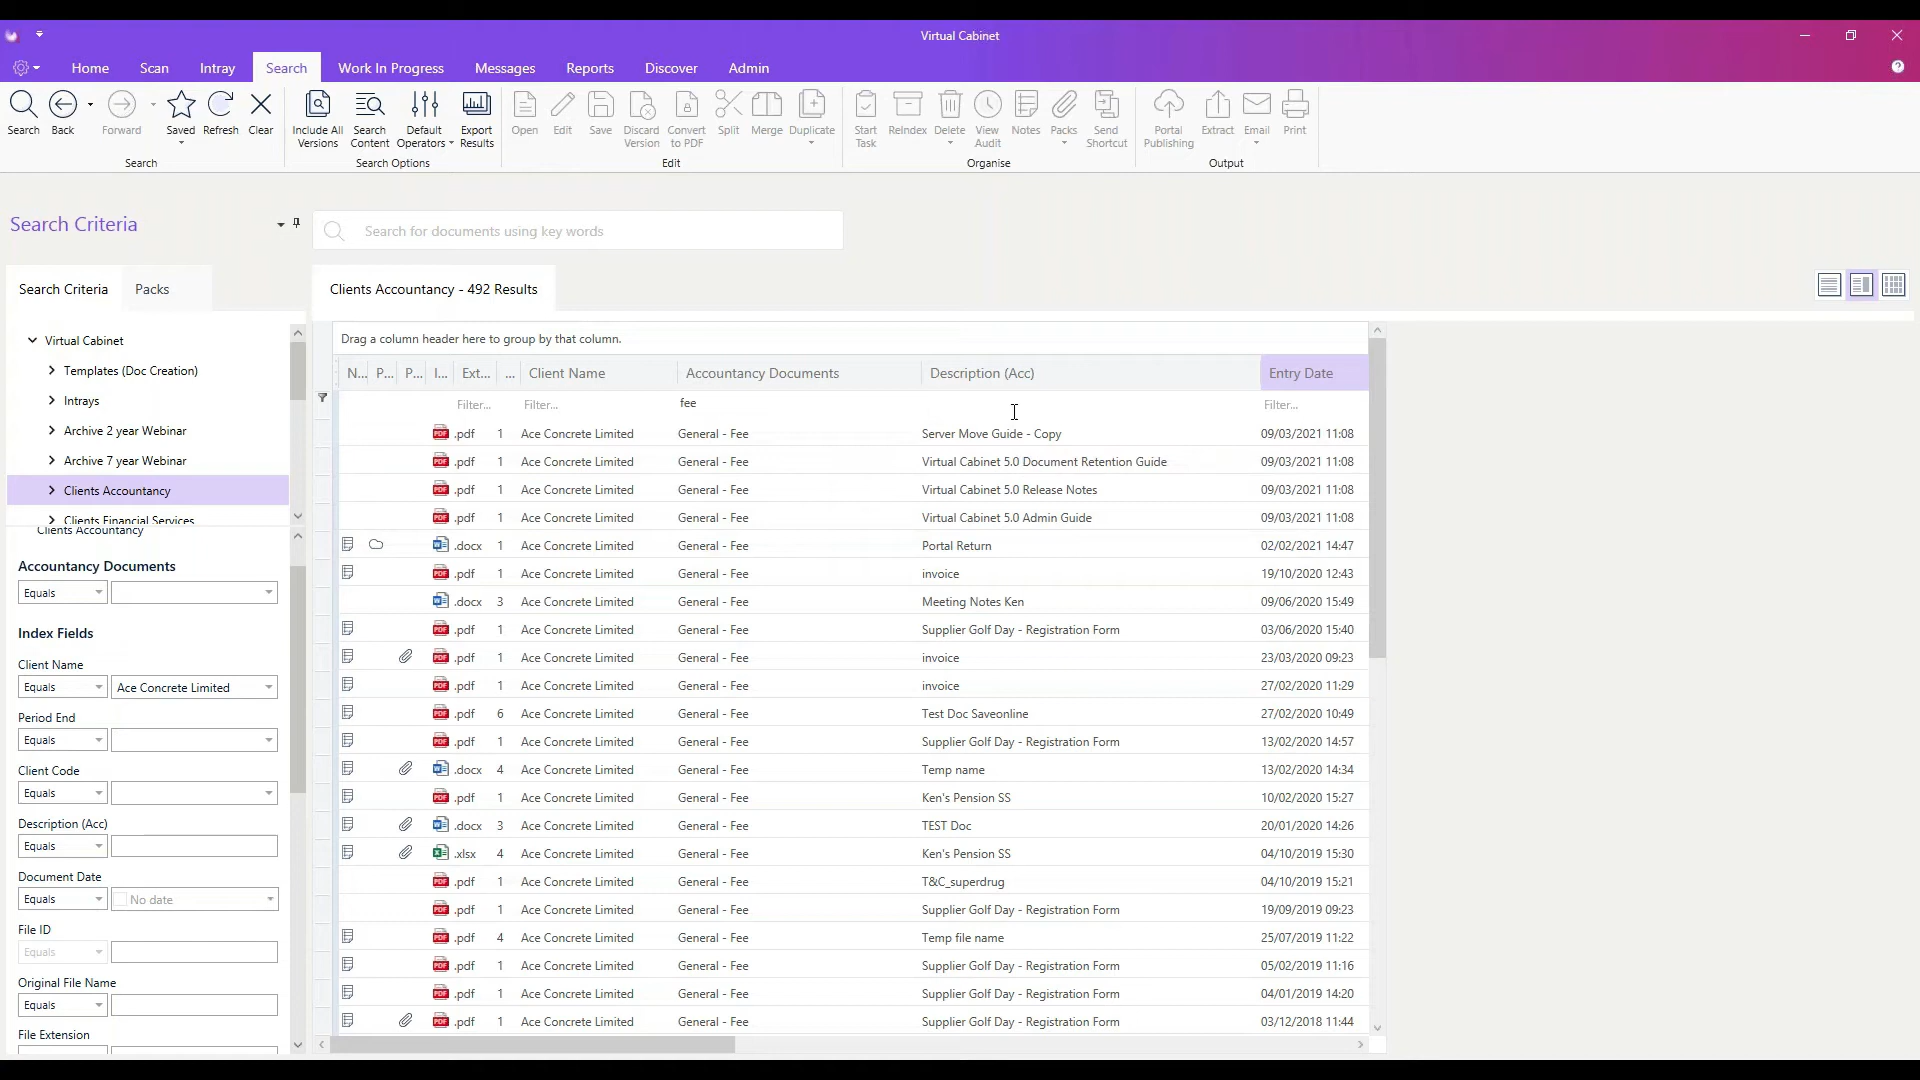 Virtual Cabinet
Home Scan Intray Search Work In Progress Messages Reports Discover Admin
Search Back Forward Saved Refresh Clear Include All Versions Search Content Default Operators Export Results Open Edit Save Discard Version Convert to PDF Split Merge Duplicate Start Task Reindex Delete View Audit Notes Packs Send Shortcut Portal Publishing Extract Email Print
Search Search Options Edit Organise Output
Search Criteria
Search for documents using key words
Search Criteria Packs
Clients Accountancy - 492 Results
Virtual Cabinet
Templates (Doc Creation)
Intrays
Archive 2 year Webinar
Archive 7 year Webinar
Clients Accountancy
Clients Financial Services
Clients Accountancy
Accountancy Documents
Equals
Index Fields
Client Name
Equals Ace Concrete Limited
Period End
Equals
Client Code
Equals
Description (Acc)
Equals
Document Date
Equals No date
File ID
Equals
Original File Name
Equals
File Extension
Drag a column header here to group by that column.
N... P... P... I... Ext... ... Client Name Accountancy Documents Description (Acc) Entry Date
Filter... Filter... fee Filter...
PDF .pdf 1 Ace Concrete Limited General - Fee Server Move Guide - Copy 09/03/2021 11:08
PDF .pdf 1 Ace Concrete Limited General - Fee Virtual Cabinet 5.0 Document Retention Guide 09/03/2021 11:08
PDF .pdf 1 Ace Concrete Limited General - Fee Virtual Cabinet 5.0 Release Notes 09/03/2021 11:08
PDF .pdf 1 Ace Concrete Limited General - Fee Virtual Cabinet 5.0 Admin Guide 09/03/2021 11:08
.docx 1 Ace Concrete Limited General - Fee Portal Return 02/02/2021 14:47
PDF .pdf 1 Ace Concrete Limited General - Fee invoice 19/10/2020 12:43
.docx 3 Ace Concrete Limited General - Fee Meeting Notes Ken 09/06/2020 15:49
PDF .pdf 1 Ace Concrete Limited General - Fee Supplier Golf Day - Registration Form 03/06/2020 15:40
PDF .pdf 1 Ace Concrete Limited General - Fee invoice 23/03/2020 09:23
PDF .pdf 1 Ace Concrete Limited General - Fee invoice 27/02/2020 11:29
PDF .pdf 6 Ace Concrete Limited General - Fee Test Doc Saveonline 27/02/2020 10:49
PDF .pdf 1 Ace Concrete Limited General - Fee Supplier Golf Day - Registration Form 13/02/2020 14:57
.docx 4 Ace Concrete Limited General - Fee Temp name 13/02/2020 14:34
PDF .pdf 1 Ace Concrete Limited General - Fee Ken's Pension SS 10/02/2020 15:27
.docx 3 Ace Concrete Limited General - Fee TEST Doc 20/01/2020 14:26
.xlsx 4 Ace Concrete Limited General - Fee Ken's Pension SS 04/10/2019 15:30
PDF .pdf 1 Ace Concrete Limited General - Fee T&C_superdrug 04/10/2019 15:21
PDF .pdf 1 Ace Concrete Limited General - Fee Supplier Golf Day - Registration Form 19/09/2019 09:23
PDF .pdf 4 Ace Concrete Limited General - Fee Temp file name 25/07/2019 11:22
PDF .pdf 1 Ace Concrete Limited General - Fee Supplier Golf Day - Registration Form 05/02/2019 11:16
PDF .pdf 1 Ace Concrete Limited General - Fee Supplier Golf Day - Registration Form 04/01/2019 14:20
PDF .pdf 1 Ace Concrete Limited General - Fee Supplier Golf Day - Registration Form 03/12/2018 11:44